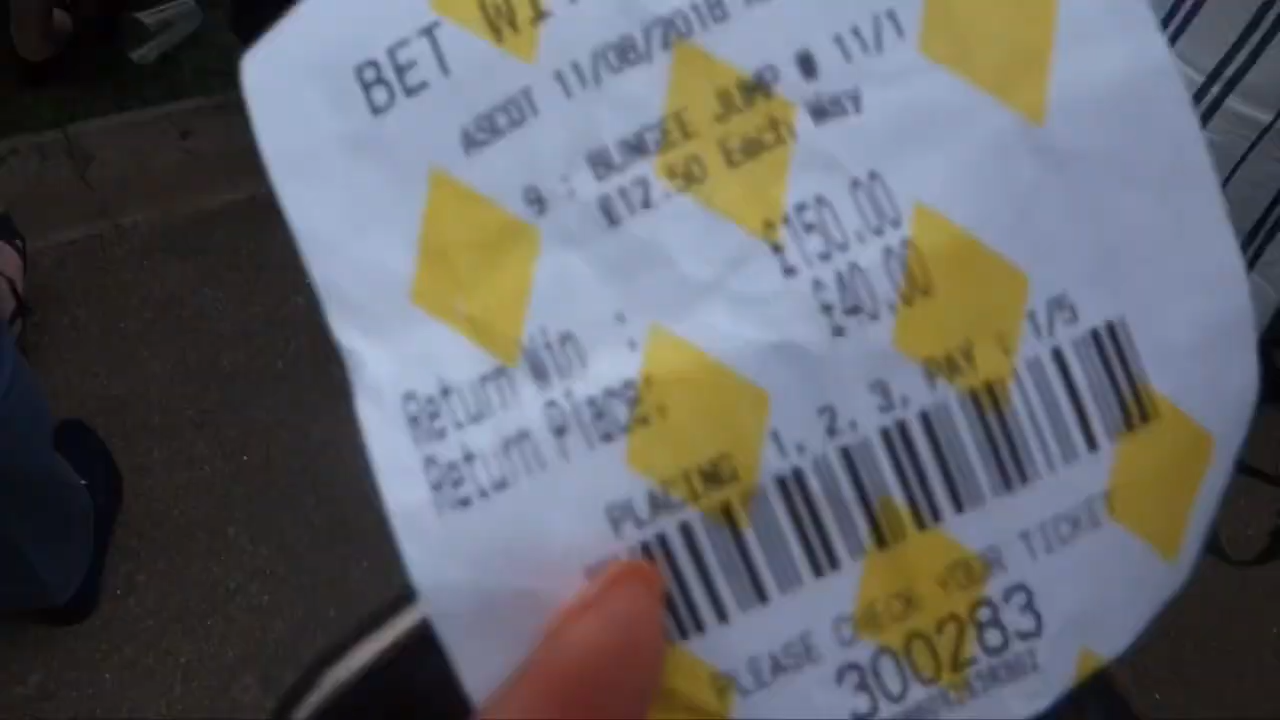 BET WI
ASCOT 11/08/2018
9 : BUNGEE JUMP @ 11/1
£12.50 Each Way
Return Win : £150.00
Return Place: £40.00
PLACING 1, 2, 3, PAY : 1/5
PLEASE CHECK YOUR TICKET
300283